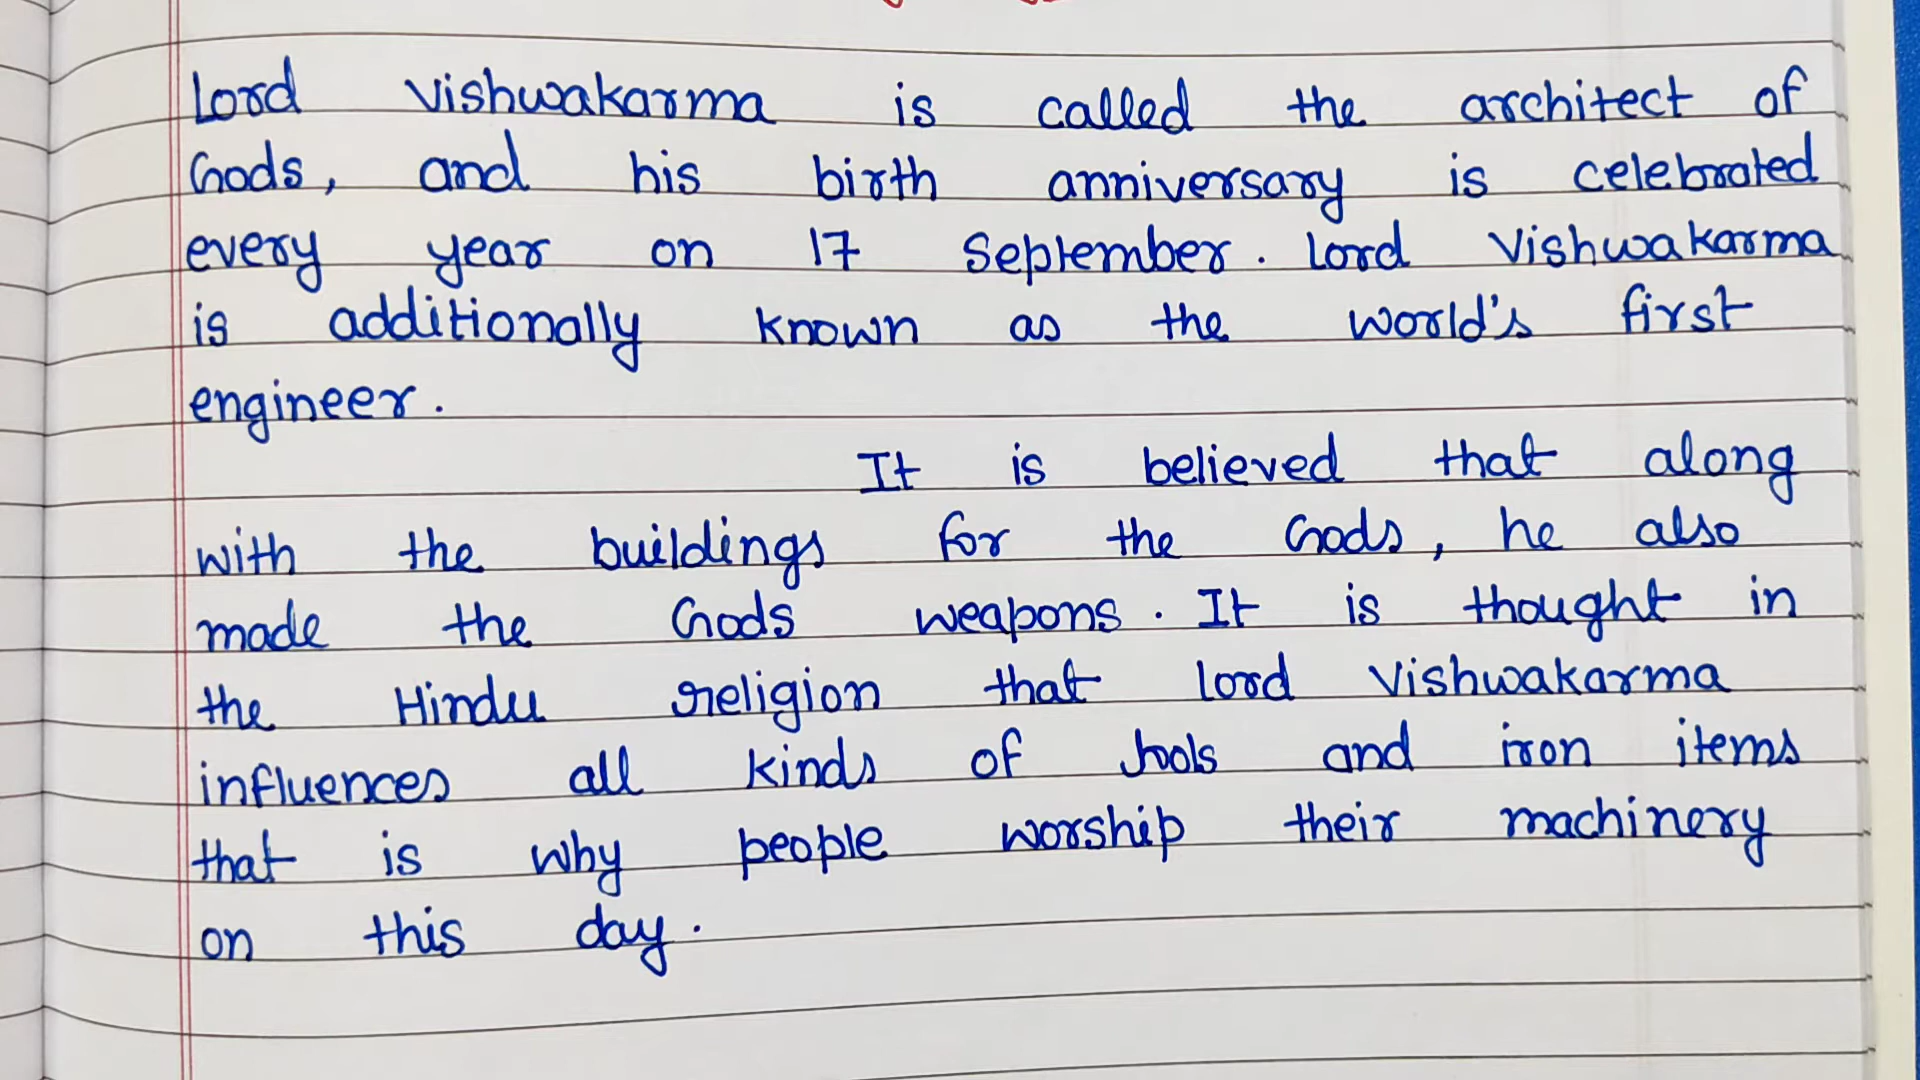 Lord Vishwakarma is called the architect of
Gods, and his birth anniversary is celebrated
every year on 17 September. Lord Vishwakarma
is additionally known as the world's first
engineer.
It is believed that along
with the buildings for the Gods, he also
made the Gods weapons. It is thought in
the Hindu religion that lord Vishwakarma
influences all kinds of tools and iron items
that is why people worship their machinery
on this day.